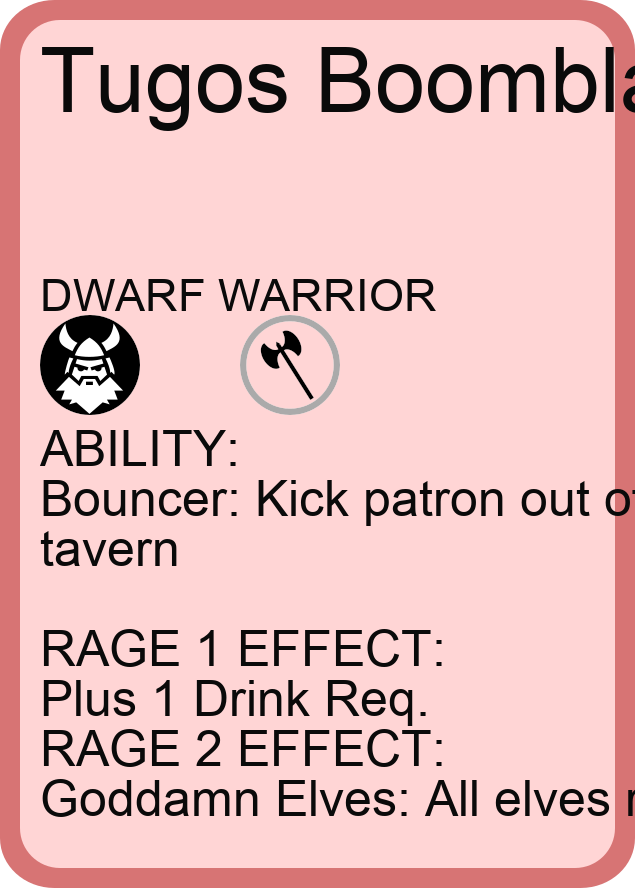 Tugos Boombla
DWARF WARRIOR
ABILITY:
Bouncer: Kick patron out of
tavern
RAGE 1 EFFECT:
Plus 1 Drink Req.
RAGE 2 EFFECT:
Goddamn Elves: All elves